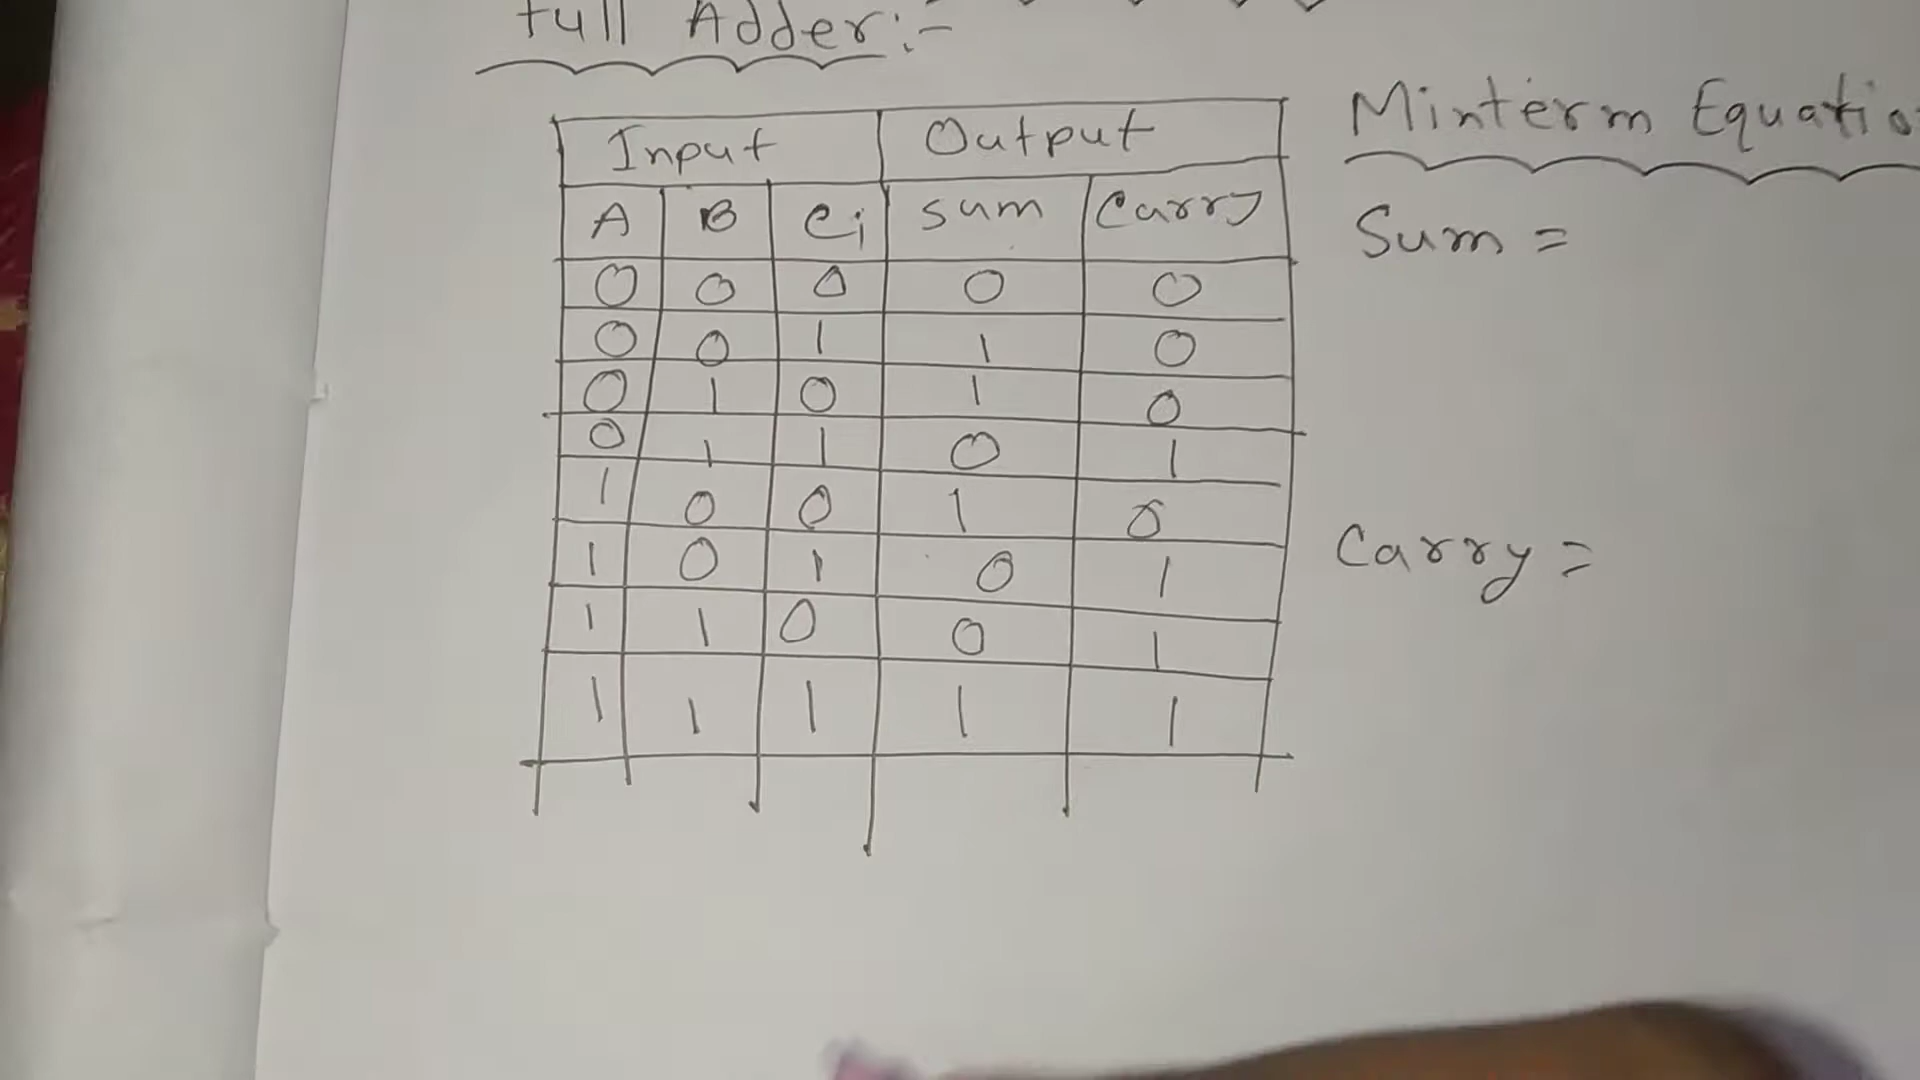 Full Adder:-
Input Output
A B Ci Sum Carry
0 0 0 0 0
0 0 1 1 0
0 1 0 1 0
0 1 1 0 1
1 0 0 1 0
1 0 1 0 1
1 1 0 0 1
1 1 1 1 1
Minterm Equatio
Sum =
Carry =